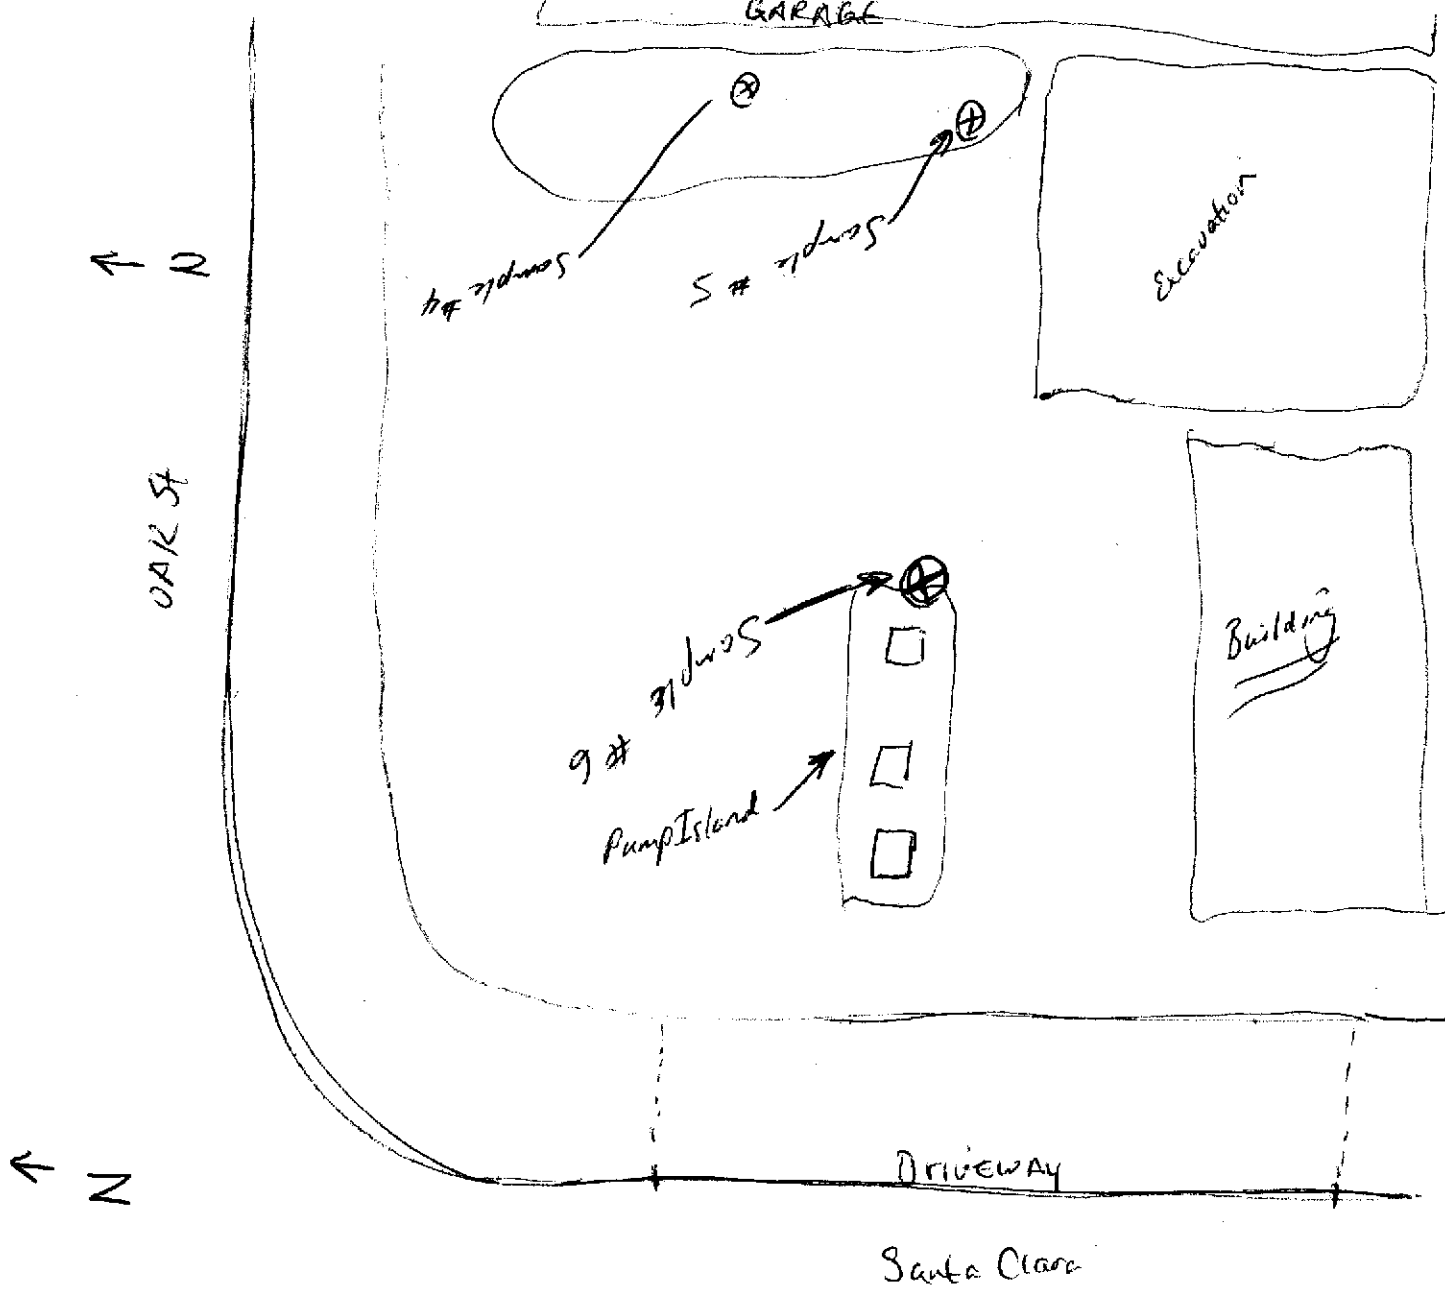 GARAGE
Sample #4
Sample # 5
Excavation
N
OAK St
Sample # 6
Building
Pump Island
DRIVEWAY
N
Santa Clara